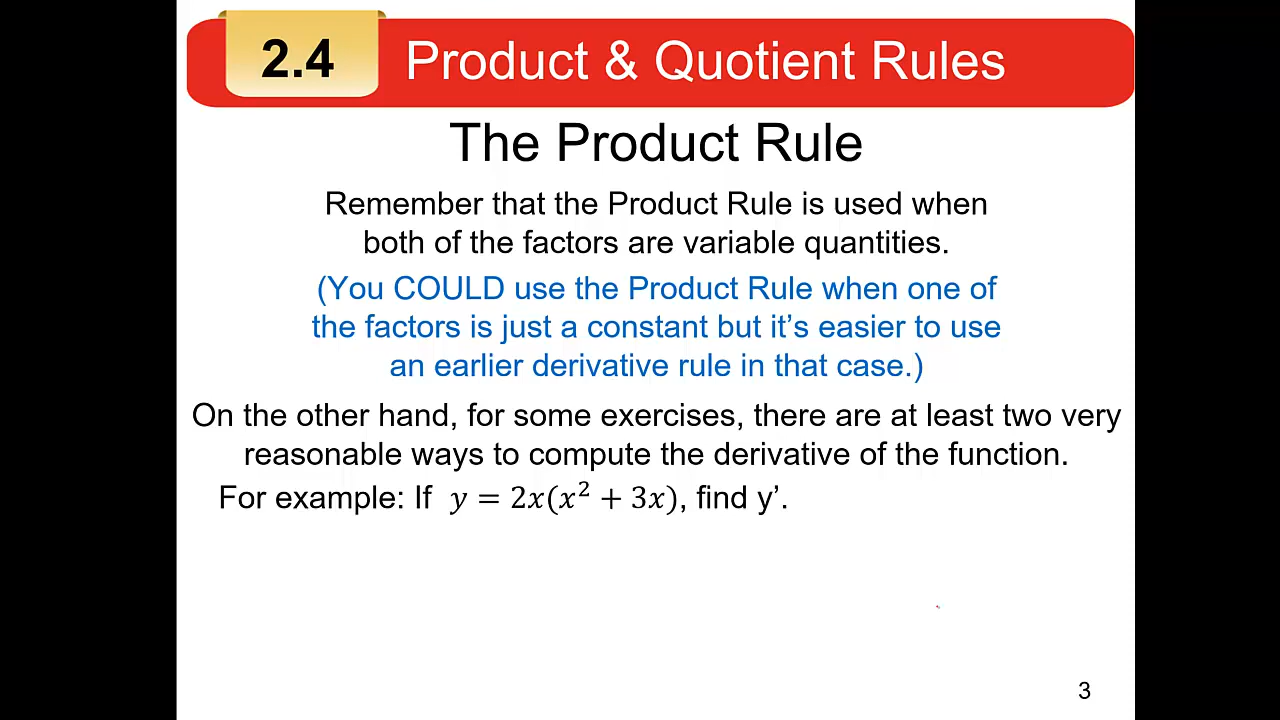 2.4 Product & Quotient Rules
The Product Rule
Remember that the Product Rule is used when
both of the factors are variable quantities.
(You COULD use the Product Rule when one of
the factors is just a constant but it’s easier to use
an earlier derivative rule in that case.)
On the other hand, for some exercises, there are at least two very
reasonable ways to compute the derivative of the function.
For example: If 𝑦 = 2𝑥(𝑥² + 3𝑥), find y’.
3